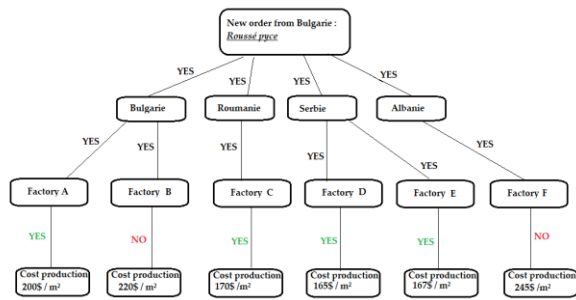 New order from Bulgarie :
Roussé pyce
YES YES YES YES
Bulgarie Roumanie Serbie Albanie
YES YES YES YES YES YES
Factory A Factory B Factory C Factory D Factory E Factory F
YES NO YES YES YES NO
Cost production Cost production Cost production Cost production Cost production Cost production
200$ / m² 220$ / m² 170$ / m² 165$ / m² 167$ / m² 245$ / m²